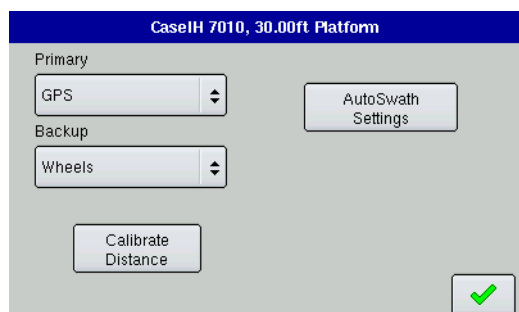 CaseIH 7010, 30.00ft Platform
Primary
GPS
AutoSwath
Settings
Backup
Wheels
Calibrate
Distance